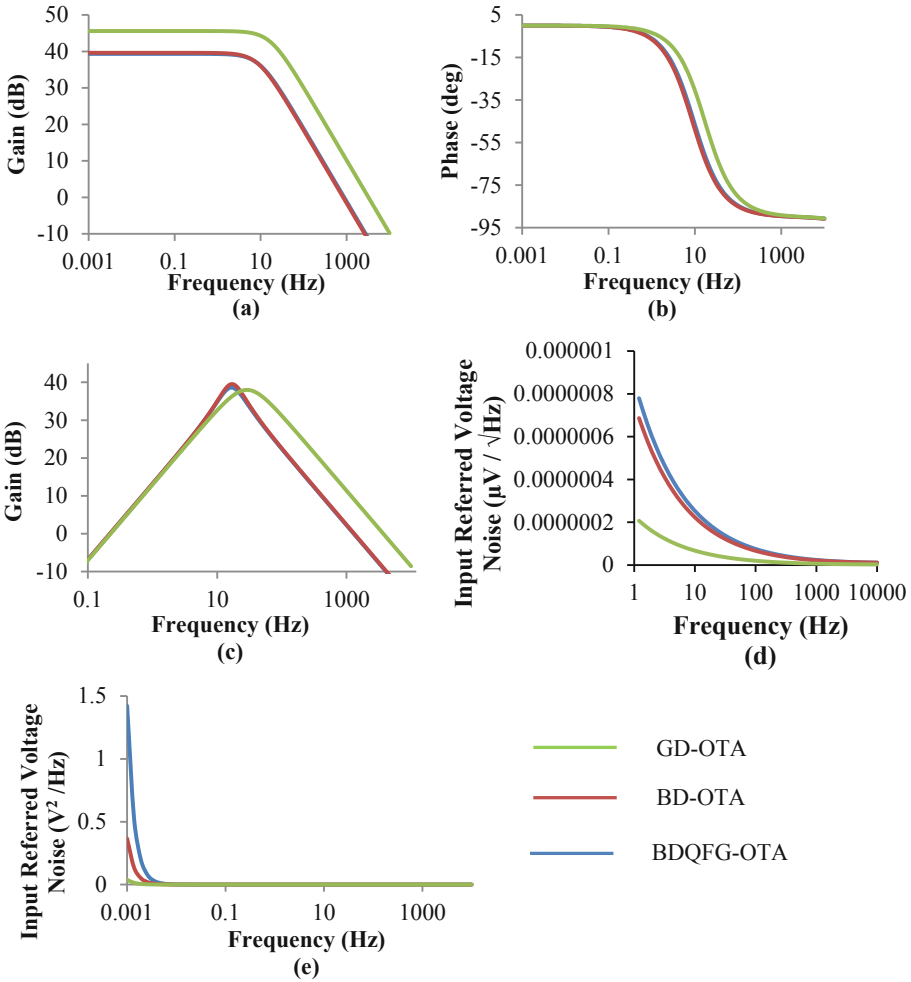 50
40
30
20
10
0
-10
Gain (dB)
0.001
0.1
10
1000
Frequency (Hz)
(a)
5
-15
-35
-55
-75
-95
Phase (deg)
0.001
0.1
10
1000
Frequency (Hz)
(b)
40
30
20
10
0
-10
Gain (dB)
0.1
10
1000
Frequency (Hz)
(c)
0.000001
0.0000008
0.0000006
0.0000004
0.0000002
0
Input Referred Voltage
Noise (µV / √Hz)
1
10
100
1000
10000
Frequency (Hz)
(d)
1.5
1
0.5
0
Input Referred Voltage
Noise (V² /Hz)
0.001
0.1
10
1000
Frequency (Hz)
(e)
GD-OTA
BD-OTA
BDQFG-OTA